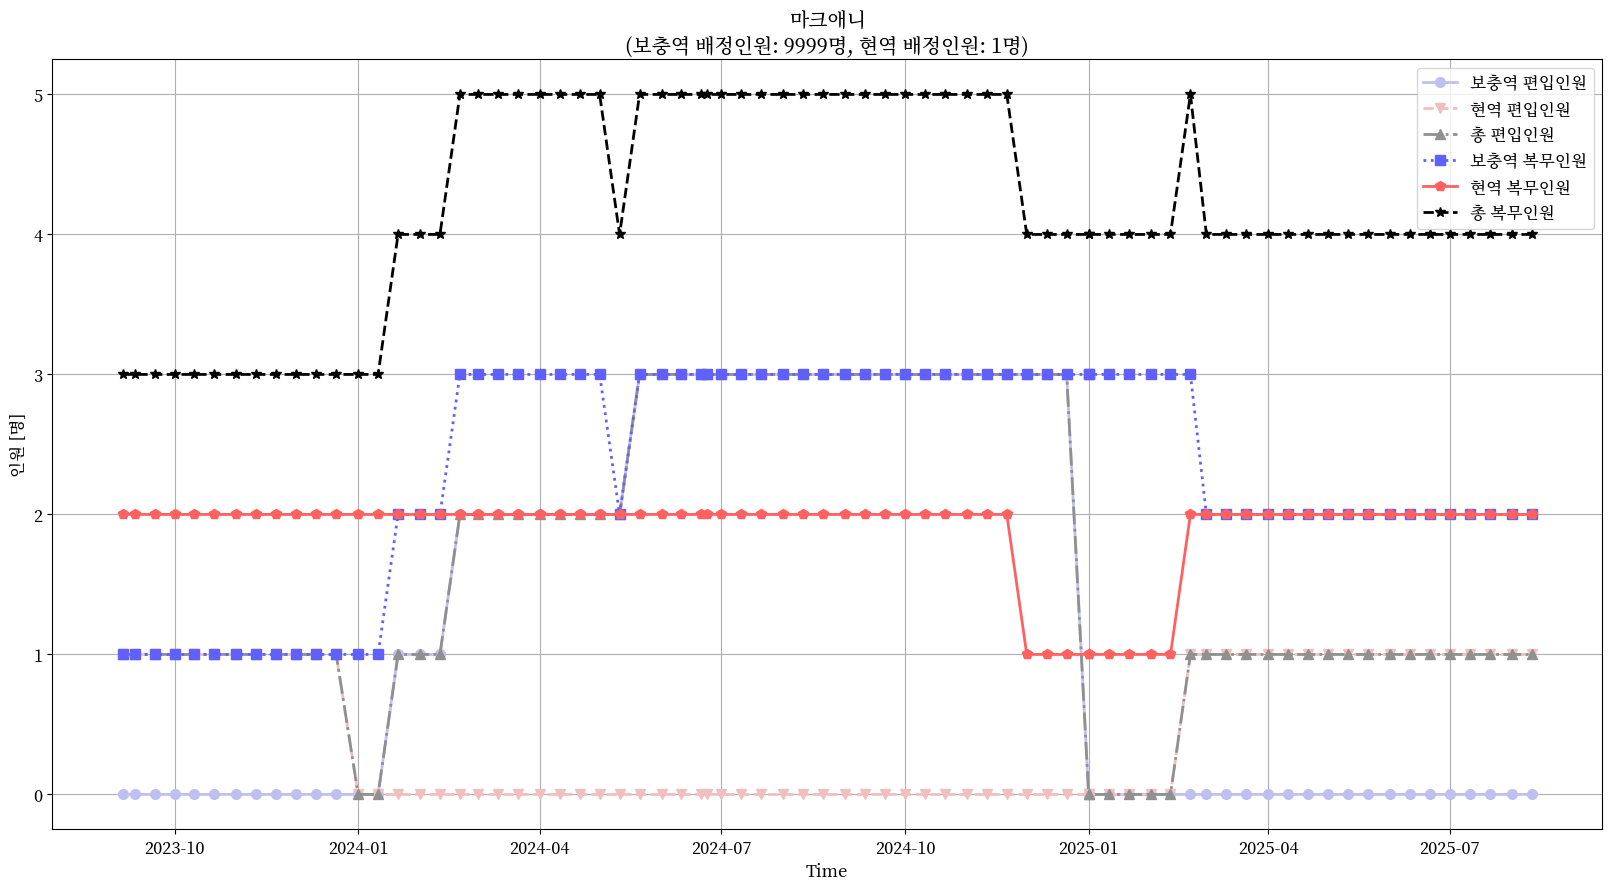 마크애니
(보충역 배정인원: 9999명, 현역 배정인원: 1명)
보충역 편입인원
현역 편입인원
총 편입인원
보충역 복무인원
현역 복무인원
총 복무인원
인원 [명]
5
4
3
2
1
0
2023-10
2024-01
2024-04
2024-07
2024-10
2025-01
2025-04
2025-07
Time